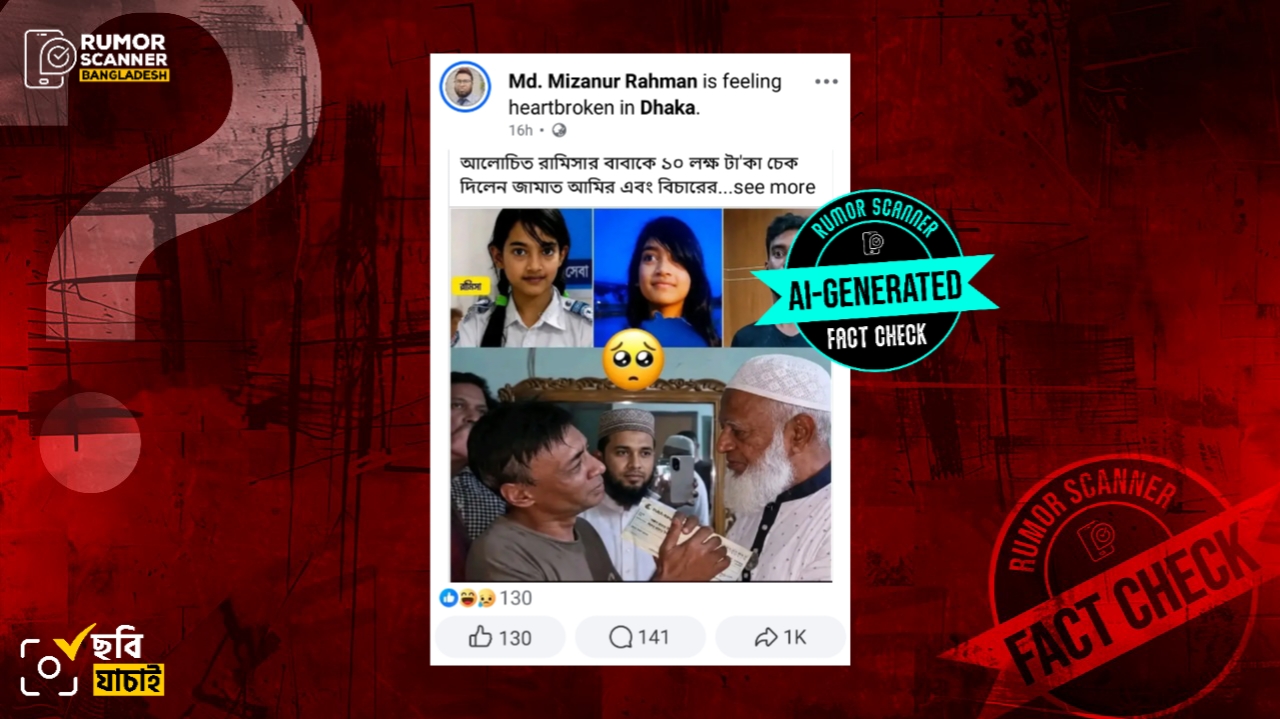 RUMOR
SCANNER
BANGLADESH
Md. Mizanur Rahman is feeling
heartbroken in Dhaka.
16h
আলোচিত রামিসার বাবাকে ১০ লক্ষ টা'কা চেক
দিলেন জামাত আমির এবং বিচারের...see more
রামিসা
সেবা
RUMOR SCANNER
AI-GENERATED
FACT CHECK
130
130
141
1K
RUMOR SCANNER
FACT CHECK
ছবি
যাচাই